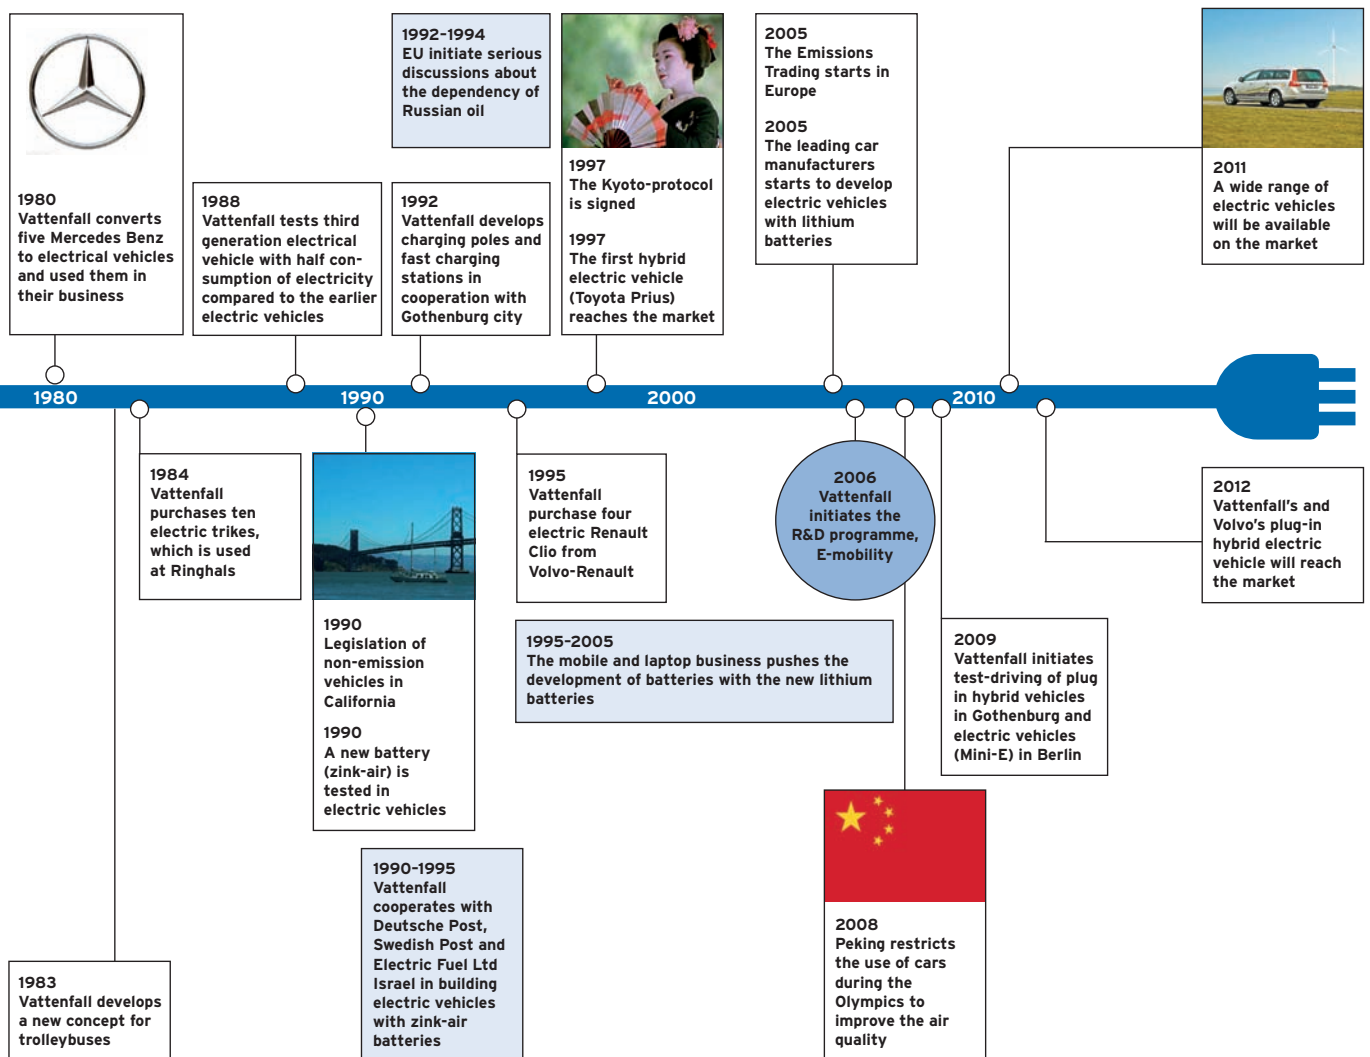 1980
Vattenfall converts
five Mercedes Benz
to electrical vehicles
and used them in
their business
1988
Vattenfall tests third
generation electrical
vehicle with half con-
sumption of electricity
compared to the earlier
electric vehicles
1992-1994
EU initiate serious
discussions about
the dependency of
Russian oil
1992
Vattenfall develops
charging poles and
fast charging
stations in
cooperation with
Gothenburg city
1997
The Kyoto-protocol
is signed
1997
The first hybrid
electric vehicle
(Toyota Prius)
reaches the market
2005
The Emissions
Trading starts in
Europe
2005
The leading car
manufacturers
starts to develop
electric vehicles
with lithium
batteries
2011
A wide range of
electric vehicles
will be available
on the market
1980
1990
2000
2010
1983
Vattenfall develops
a new concept for
trolleybuses
1984
Vattenfall
purchases ten
electric trikes,
which is used
at Ringhals
1990
Legislation of
non-emission
vehicles in
California
1990
A new battery
(zink-air) is
tested in
electric vehicles
1990-1995
Vattenfall
cooperates with
Deutsche Post,
Swedish Post and
Electric Fuel Ltd
Israel in building
electric vehicles
with zink-air
batteries
1995
Vattenfall
purchase four
electric Renault
Clio from
Volvo-Renault
1995-2005
The mobile and laptop business pushes the
development of batteries with the new lithium
batteries
2006
Vattenfall
initiates the
R&D programme,
E-mobility
2008
Peking restricts
the use of cars
during the
Olympics to
improve the air
quality
2009
Vattenfall initiates
test-driving of plug
in hybrid vehicles
in Gothenburg and
electric vehicles
(Mini-E) in Berlin
2012
Vattenfall's and
Volvo's plug-in
hybrid electric
vehicle will reach
the market